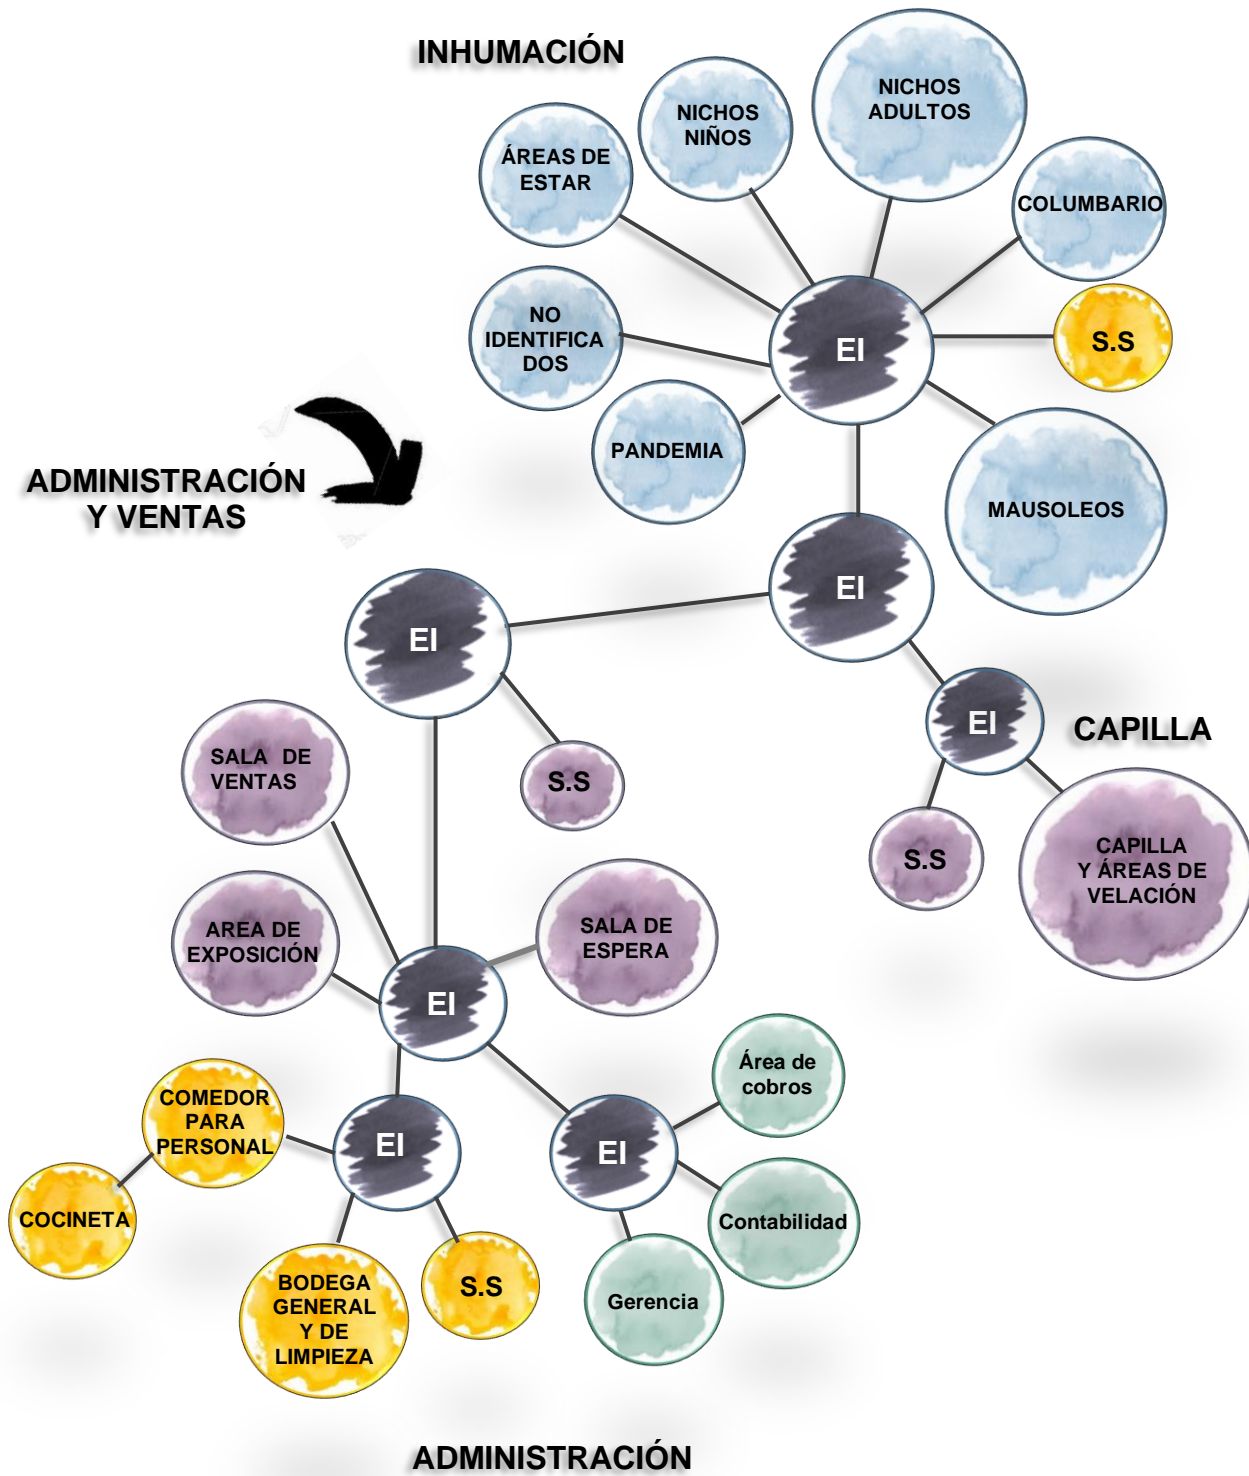 INHUMACIÓN
NICHOS
ADULTOS
NICHOS
NIÑOS
ÁREAS DE
ESTAR
COLUMBARIO
NO
IDENTIFICA
DOS
EI
S.S
PANDEMIA
MAUSOLEOS
ADMINISTRACIÓN
Y VENTAS
EI
EI
EI
CAPILLA
SALA DE
VENTAS
S.S
S.S
CAPILLA
Y ÁREAS DE
VELACIÓN
AREA DE
EXPOSICIÓN
SALA DE
ESPERA
EI
Área de
cobros
COMEDOR
PARA
PERSONAL
EI
EI
COCINETA
Contabilidad
BODEGA
GENERAL
Y DE
LIMPIEZA
S.S
Gerencia
ADMINISTRACIÓN